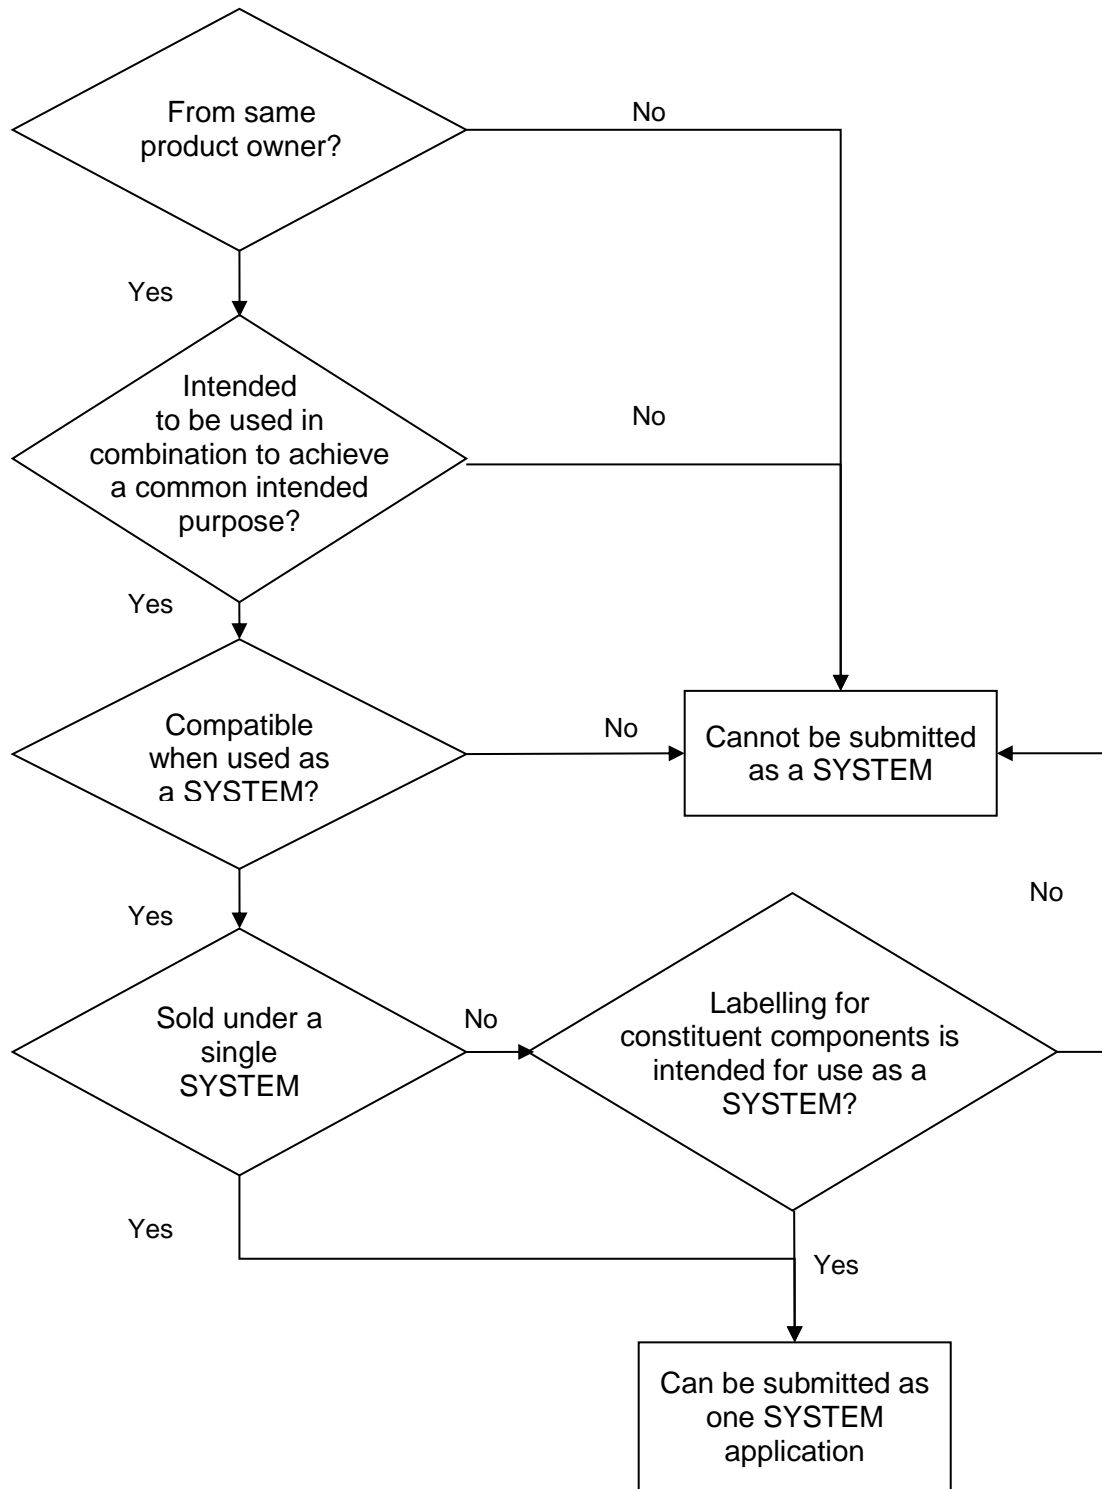 From same
product owner?
No
Yes
Intended
to be used in
combination to achieve
a common intended
purpose?
No
Yes
Compatible
when used as
a SYSTEM?
No
Cannot be submitted
as a SYSTEM
Yes
No
Sold under a
single
SYSTEM
No
Labelling for
constituent components is
intended for use as a
SYSTEM?
Yes
Yes
Can be submitted as
one SYSTEM
application